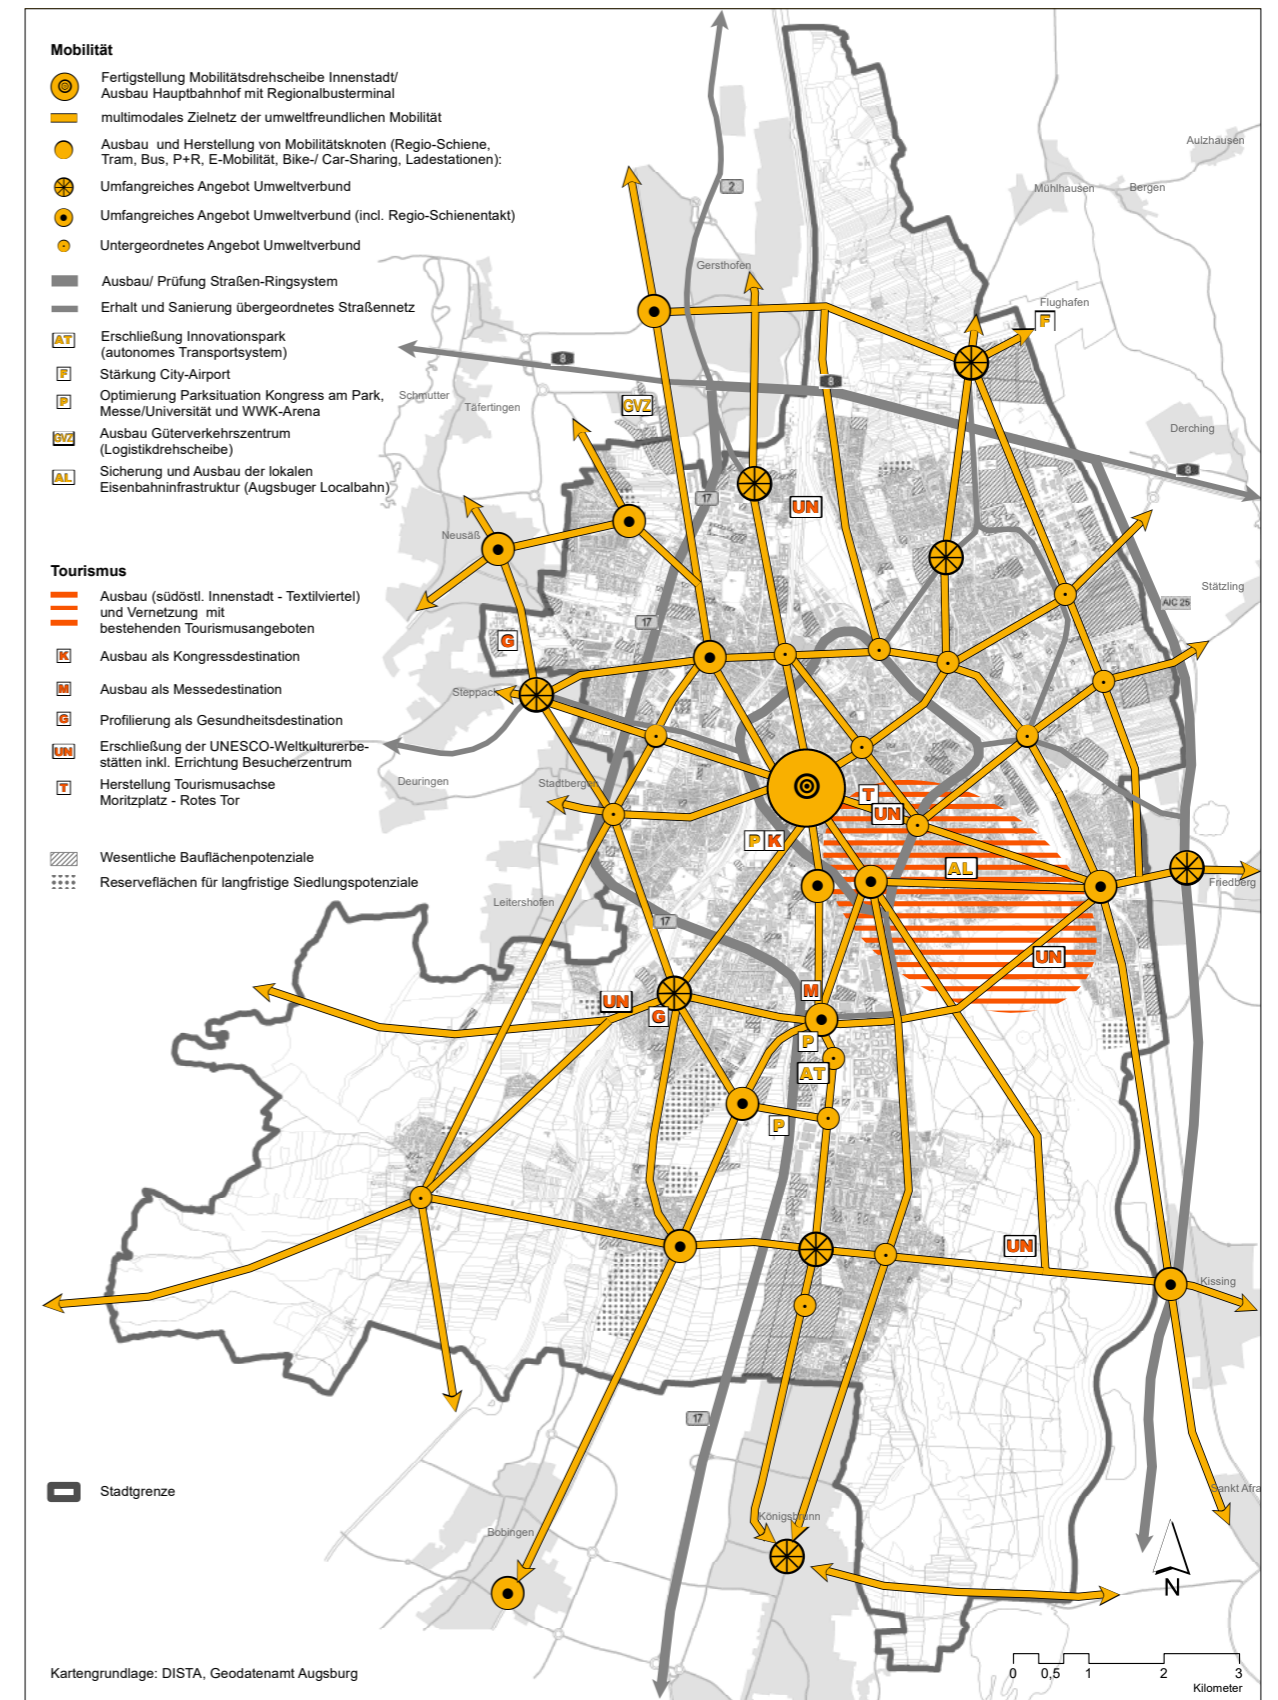 Mobilität
Fertigstellung Mobilitätsdrehscheibe Innenstadt/
Ausbau Hauptbahnhof mit Regionalbusterminal
multimodales Zielnetz der umweltfreundlichen Mobilität
Ausbau und Herstellung von Mobilitätsknoten (Regio-Schiene,
Tram, Bus, P+R, E-Mobilität, Bike-/ Car-Sharing, Ladestationen):
Umfangreiches Angebot Umweltverbund
Umfangreiches Angebot Umweltverbund (incl. Regio-Schienentakt)
Untergeordnetes Angebot Umweltverbund
Ausbau/ Prüfung Straßen-Ringsystem
Erhalt und Sanierung übergeordnetes Straßennetz
AT
Erschließung Innovationspark
(autonomes Transportsystem)
F
Stärkung City-Airport
P
Optimierung Parksituation Kongress am Park,
Messe/Universität und WWK-Arena
GVZ
Ausbau Güterverkehrszentrum
(Logistikdrehscheibe)
AL
Sicherung und Ausbau der lokalen
Eisenbahninfrastruktur (Augsbuger Localbahn)
Tourismus
Ausbau (südöstl. Innenstadt - Textilviertel)
und Vernetzung mit
bestehenden Tourismusangeboten
K
Ausbau als Kongressdestination
M
Ausbau als Messedestination
G
Profilierung als Gesundheitsdestination
UN
Erschließung der UNESCO-Weltkulturerbe-
stätten inkl. Errichtung Besucherzentrum
T
Herstellung Tourismusachse
Moritzplatz - Rotes Tor
Wesentliche Bauflächenpotenziale
Reserveflächen für langfristige Siedlungspotenziale
Stadtgrenze
Kartengrundlage: DISTA, Geodatenamt Augsburg
Aulzhausen
Mühlhausen
Bergen
2
Gersthofen
Flughafen
F
8
8
Schmutter
Täfertingen
GVZ
Derching
8
17
UN
Neusäß
Stätzling
AIC 25
17
G
Steppach
Deuringen
Stadtbergen
T
UN
P
K
AL
Friedberg
Leitershofen
17
UN
M
UN
G
P
AT
P
UN
Kissing
17
Sankt Afra
Königsbrunn
Bobingen
N
0
0,5
1
2
3
Kilometer